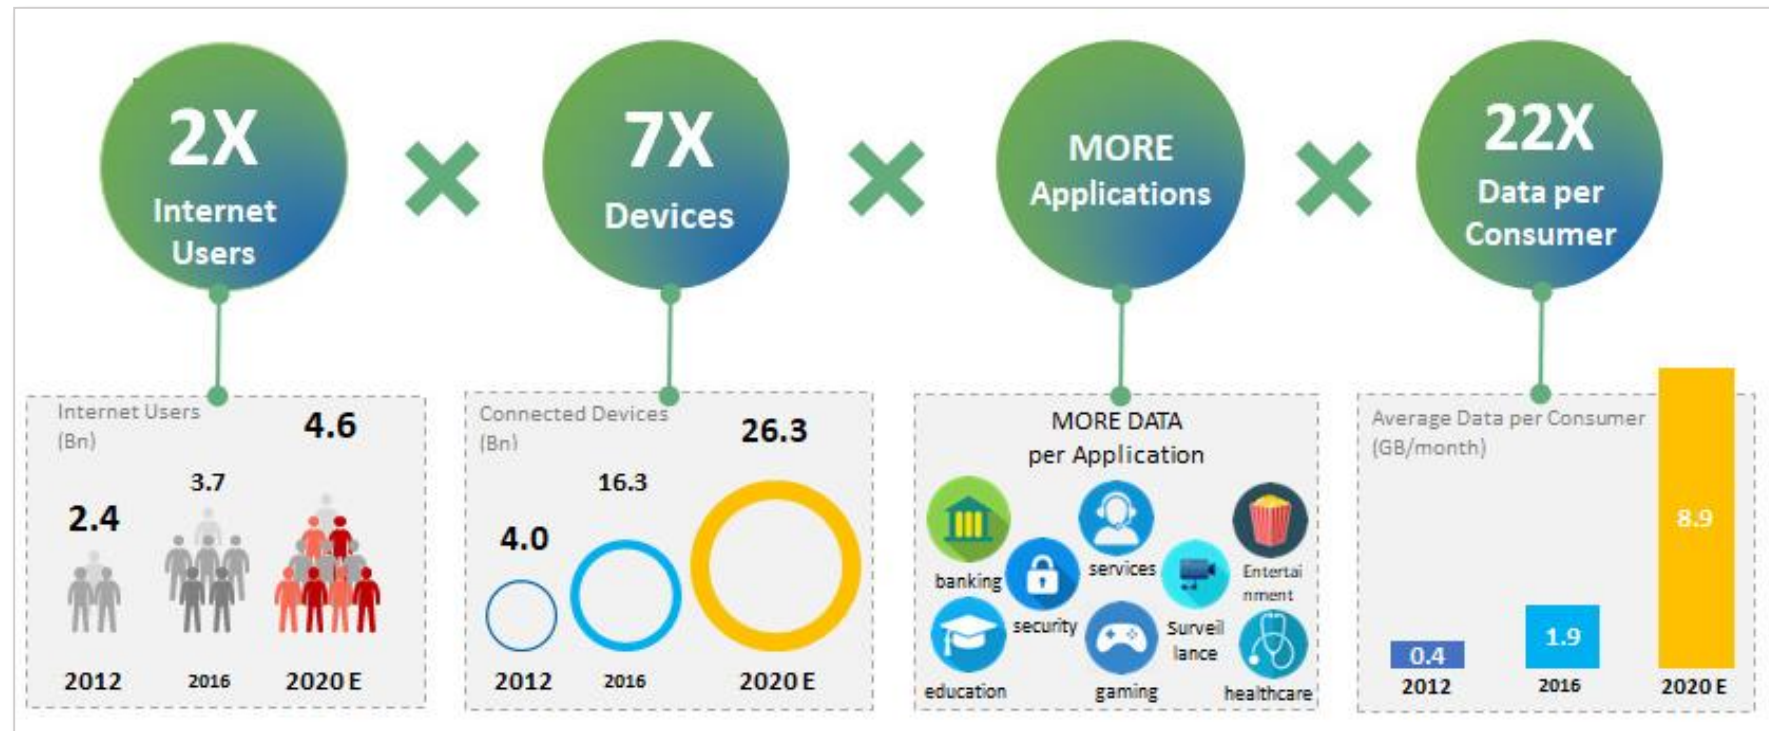 2X
Internet
Users
7X
Devices
MORE
Applications
22X
Data per
Consumer
Internet Users
(Bn)
2.4
3.7
4.6
2012
2016
2020 E
Connected Devices
(Bn)
4.0
16.3
26.3
2012
2016
2020 E
MORE DATA
per Application
banking
services
Entertai
nment
security
Surveil
lance
education
gaming
healthcare
Average Data per Consumer
(GB/month)
0.4
1.9
8.9
2012
2016
2020 E